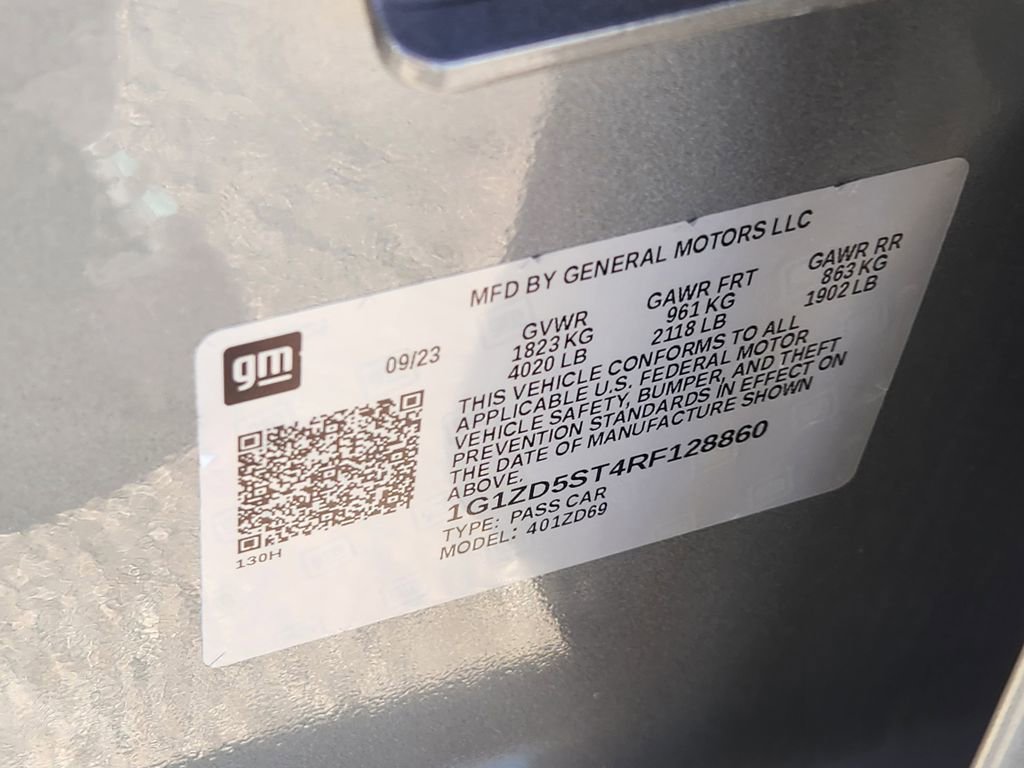 MFD BY GENERAL MOTORS LLC
gm
09/23
GVWR GAWR FRT GAWR RR
1823 KG 961 KG 863 KG
4020 LB 2118 LB 1902 LB
THIS VEHICLE CONFORMS TO ALL
APPLICABLE U.S. FEDERAL MOTOR
VEHICLE SAFETY, BUMPER, AND THEFT
PREVENTION STANDARDS IN EFFECT ON
THE DATE OF MANUFACTURE SHOWN
ABOVE.
1G1ZD5ST4RF128860
TYPE: PASS CAR
MODEL: 401ZD69
130H